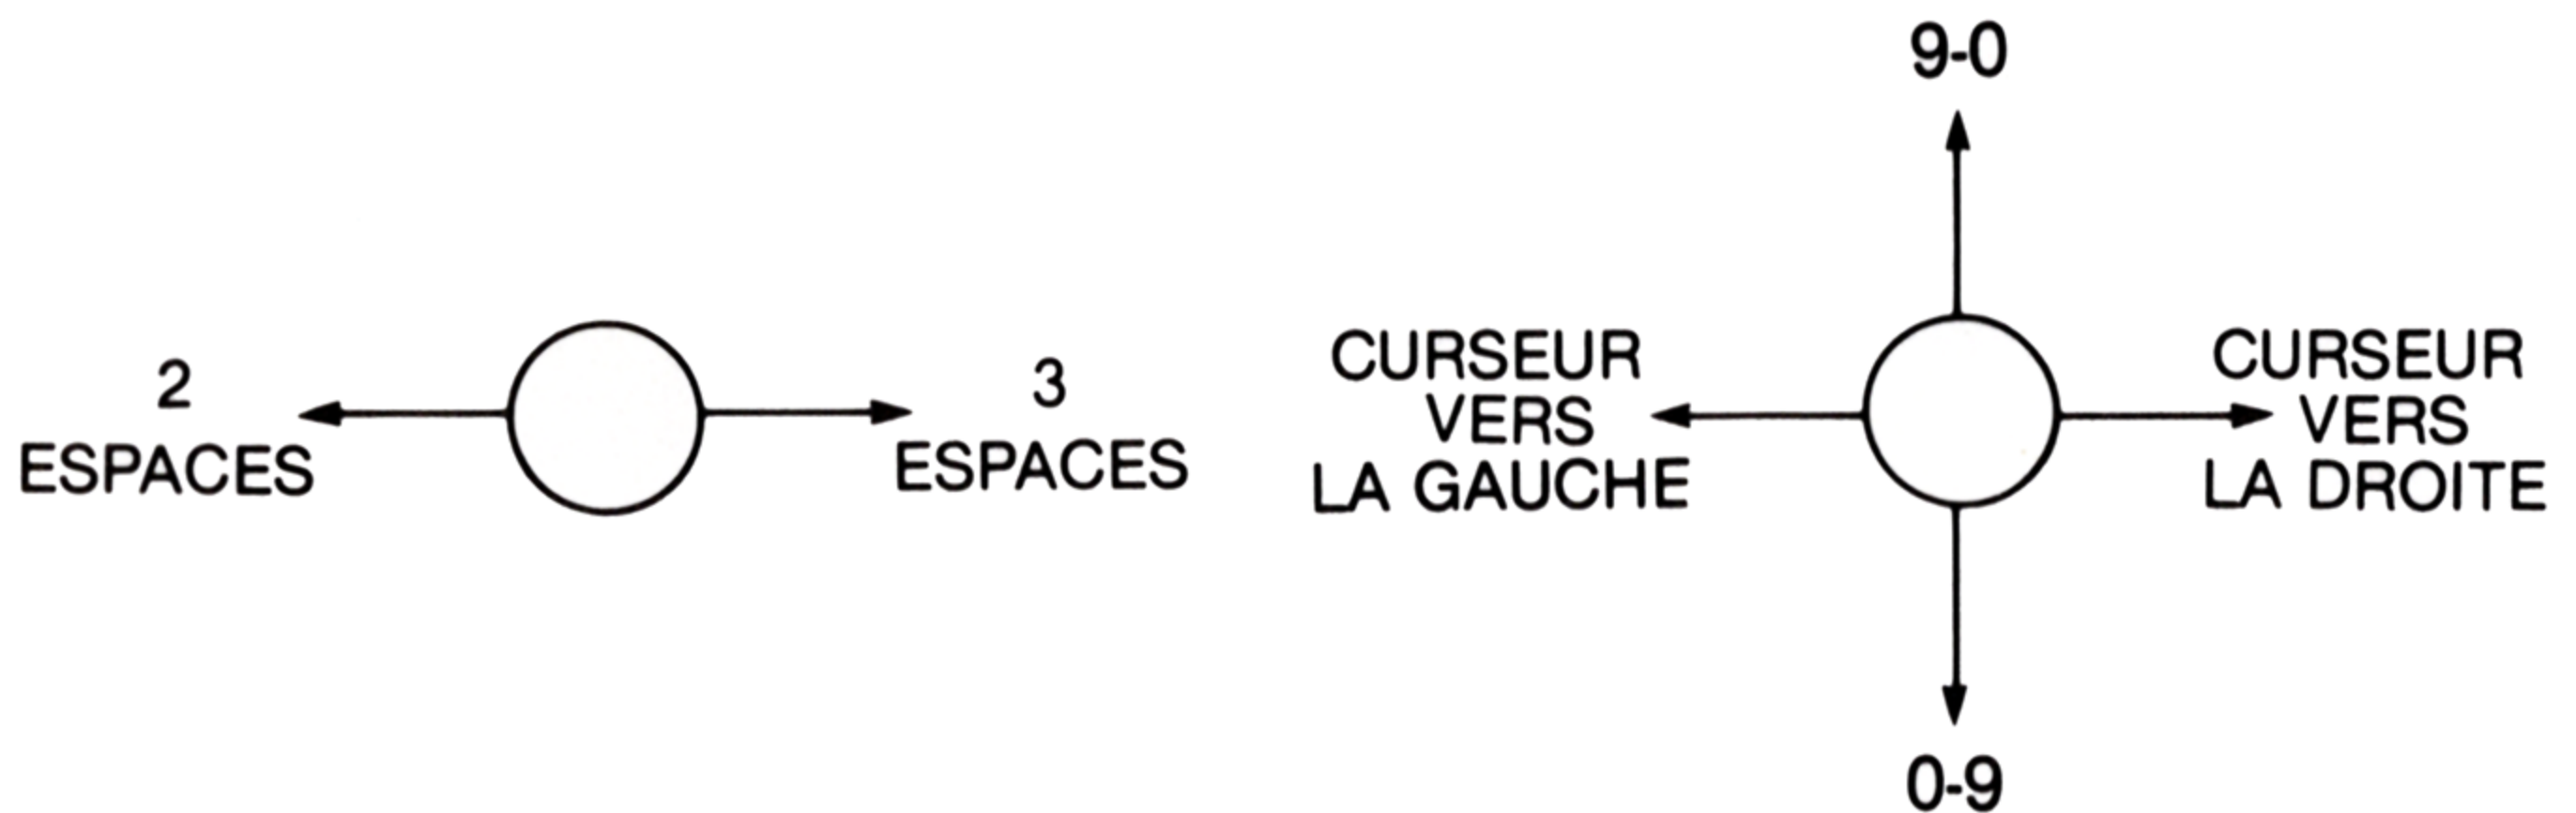 2
ESPACES
3
ESPACES
9-0
CURSEUR
VERS
LA GAUCHE
CURSEUR
VERS
LA DROITE
0-9